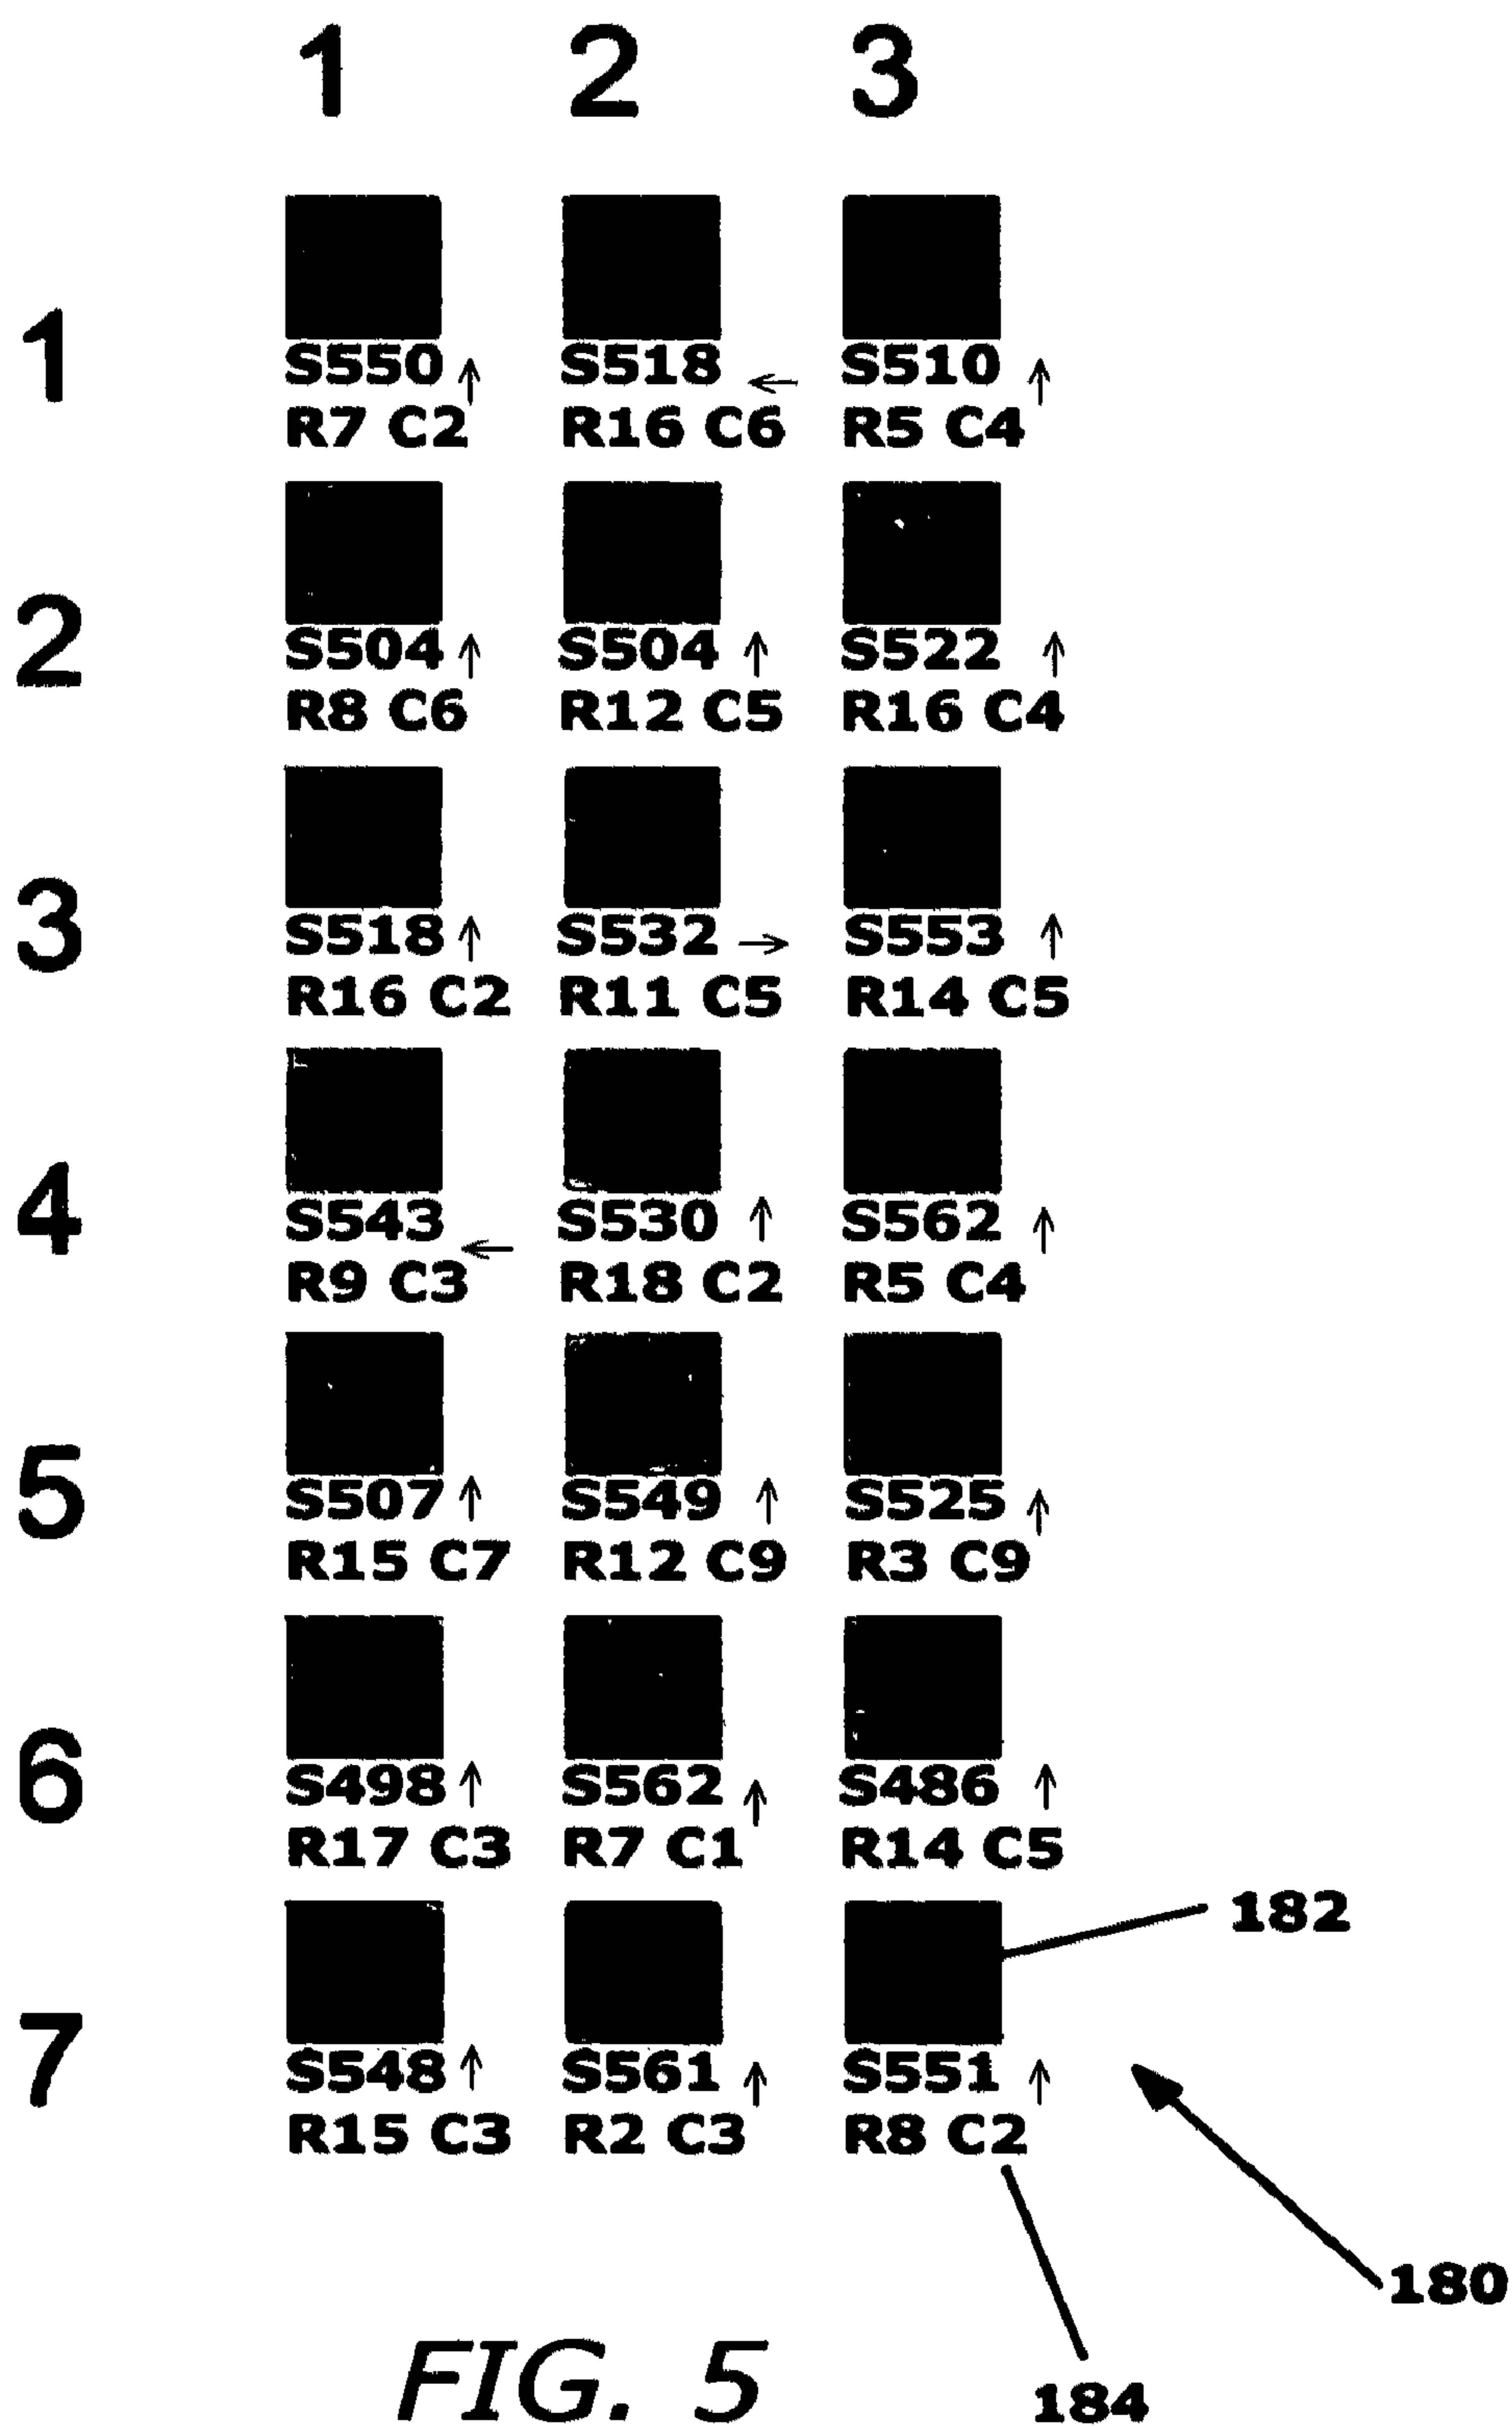 1 2 3
1
S550 ↑ S518 ← S510 ↑
R7 C2 R16 C6 R5 C4
2
S504 ↑ S504 ↑ S522 ↑
R8 C6 R12 C5 R16 C4
3
S518 ↑ S532 → S553 ↑
R16 C2 R11 C5 R14 C5
4
S543 ← S530 ↑ S562 ↑
R9 C3 R18 C2 R5 C4
5
S507 ↑ S549 ↑ S525 ↑
R15 C7 R12 C9 R3 C9
6
S498 ↑ S562 ↑ S486 ↑
R17 C3 R7 C1 R14 C5
182
7
S548 ↑ S561 ↑ S551 ↑
R15 C3 R2 C3 R8 C2
180
184
FIG. 5